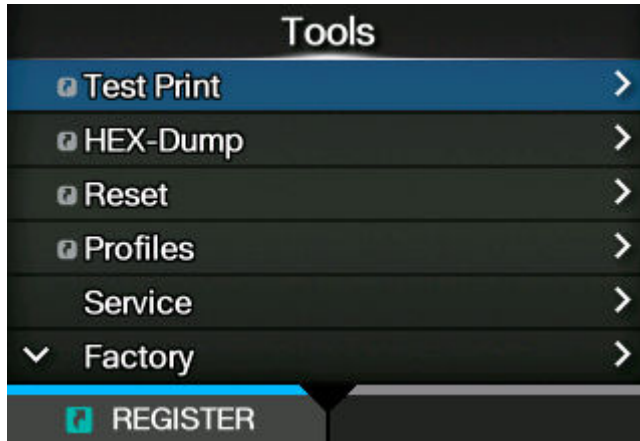 Tools
Test Print
HEX-Dump
Reset
Profiles
Service
Factory
REGISTER